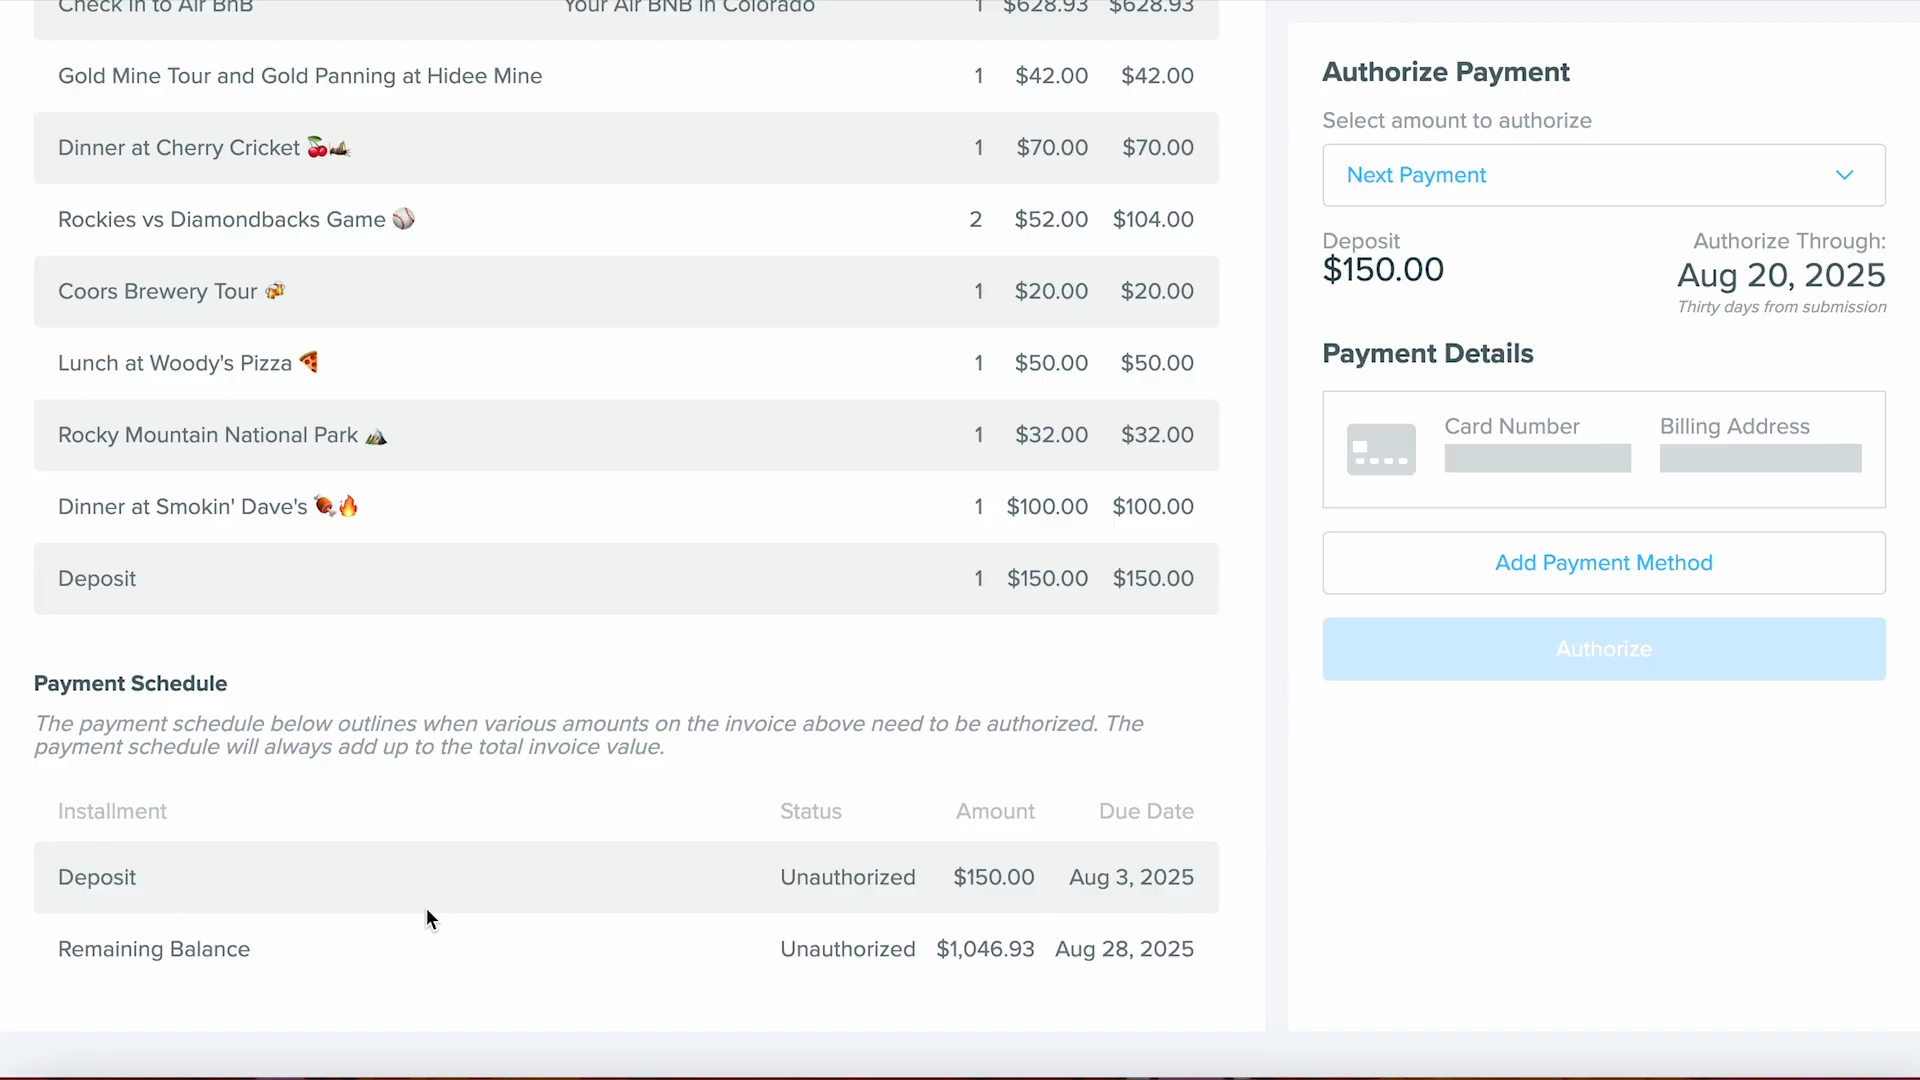 Check In to Air BnB Your Air BNB in Colorado 1 $628.93 $628.93
Gold Mine Tour and Gold Panning at Hidee Mine 1 $42.00 $42.00
Dinner at Cherry Cricket 🍒🦗 1 $70.00 $70.00
Rockies vs Diamondbacks Game ⚾ 2 $52.00 $104.00
Coors Brewery Tour 🍻 1 $20.00 $20.00
Lunch at Woody's Pizza 🍕 1 $50.00 $50.00
Rocky Mountain National Park 🏔️ 1 $32.00 $32.00
Dinner at Smokin' Dave's 🍖🔥 1 $100.00 $100.00
Deposit 1 $150.00 $150.00
Payment Schedule
The payment schedule below outlines when various amounts on the invoice above need to be authorized. The
payment schedule will always add up to the total invoice value.
Installment Status Amount Due Date
Deposit Unauthorized $150.00 Aug 3, 2025
Remaining Balance Unauthorized $1,046.93 Aug 28, 2025
Authorize Payment
Select amount to authorize
Next Payment
Deposit Authorize Through:
$150.00 Aug 20, 2025
Thirty days from submission
Payment Details
Card Number Billing Address
Add Payment Method
Authorize